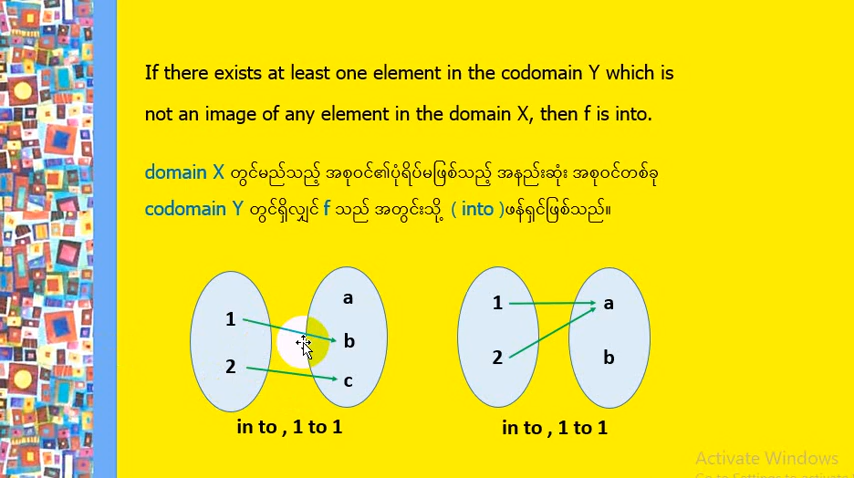 If there exists at least one element in the codomain Y which is
not an image of any element in the domain X, then f is into.
domain X တွင်မည်သည့် အစုဝင်၏ပုံရိပ်မဖြစ်သည့် အနည်းဆုံး အစုဝင်တစ်ခု
codomain Y တွင်ရှိလျှင် f သည် အတွင်းသို့ ( into )ဖန်ရှင်ဖြစ်သည်။
a
1
b
2
c
in to , 1 to 1
1 a
2 b
in to , 1 to 1
Activate Windows